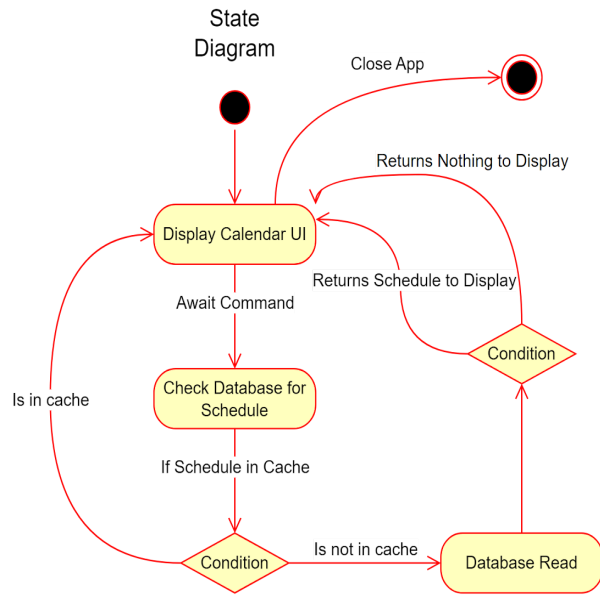 State
Diagram
Close App
Returns Nothing to Display
Display Calendar UI
Returns Schedule to Display
Await Command
Condition
Check Database for
Schedule
Is in cache
If Schedule in Cache
Is not in cache
Condition
Database Read